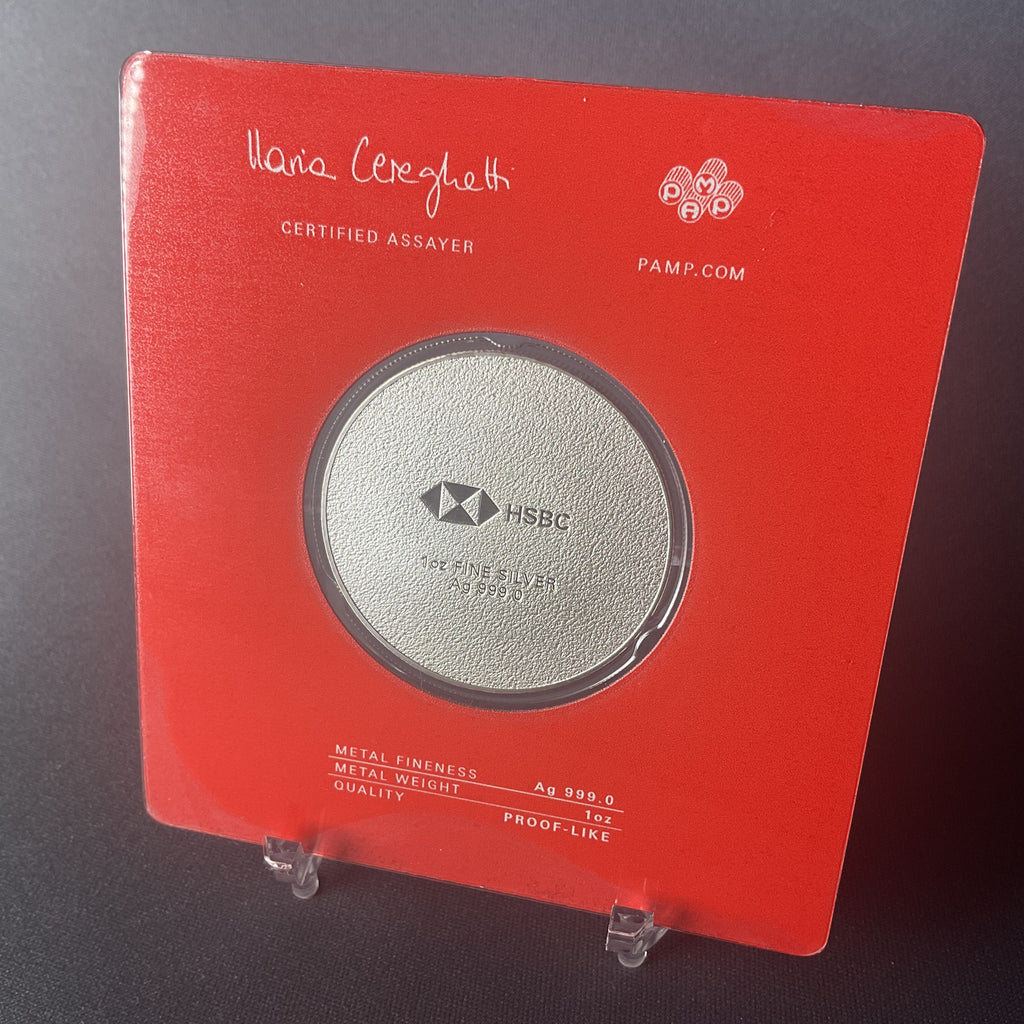 Ilaria Cereghetti
CERTIFIED ASSAYER
PAMP
PAMP.COM
HSBC
1oz FINE SILVER
Ag 999.0
METAL FINENESS Ag 999.0
METAL WEIGHT 1oz
QUALITY PROOF-LIKE